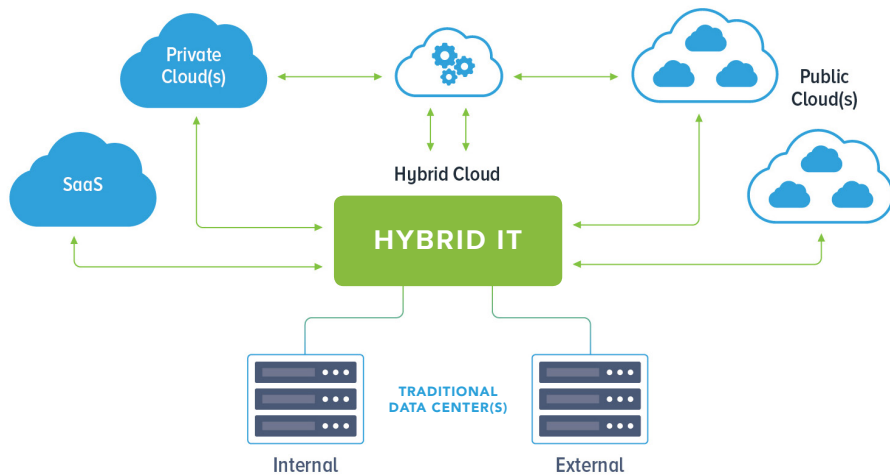 Private
Cloud(s)
Public
Cloud(s)
SaaS
Hybrid Cloud
HYBRID IT
TRADITIONAL
DATA CENTER(S)
Internal
External